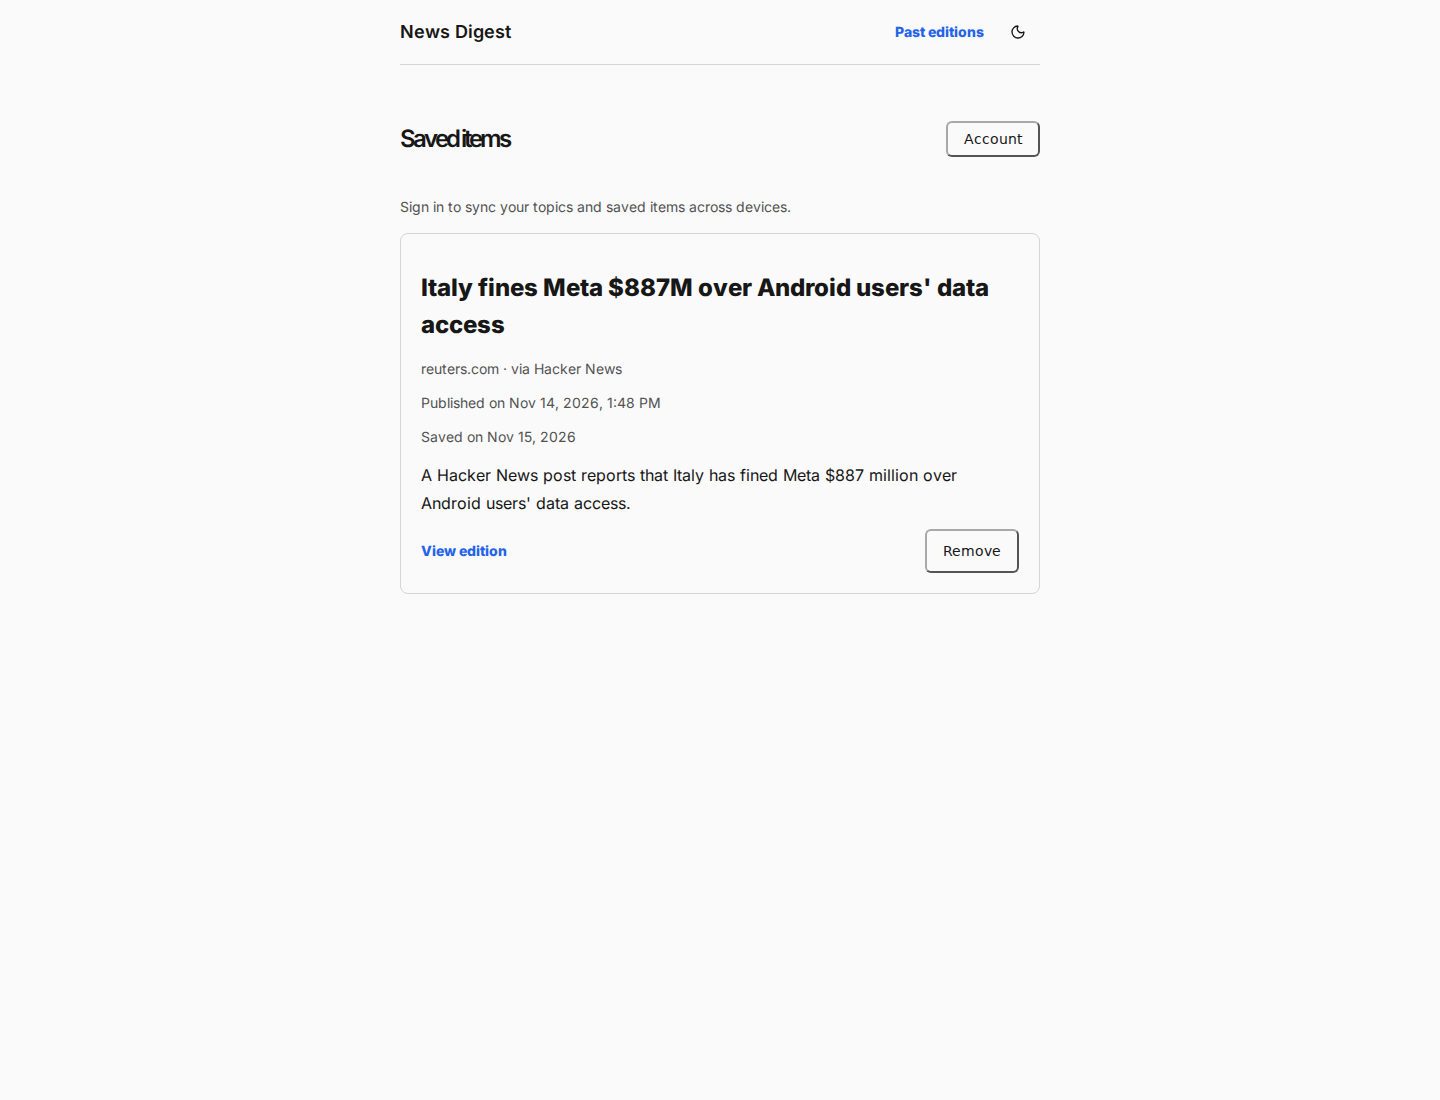 News Digest
Past editions
Saved items
Account
Sign in to sync your topics and saved items across devices.
Italy fines Meta $887M over Android users' data
access
reuters.com · via Hacker News
Published on Nov 14, 2026, 1:48 PM
Saved on Nov 15, 2026
A Hacker News post reports that Italy has fined Meta $887 million over
Android users' data access.
View edition
Remove